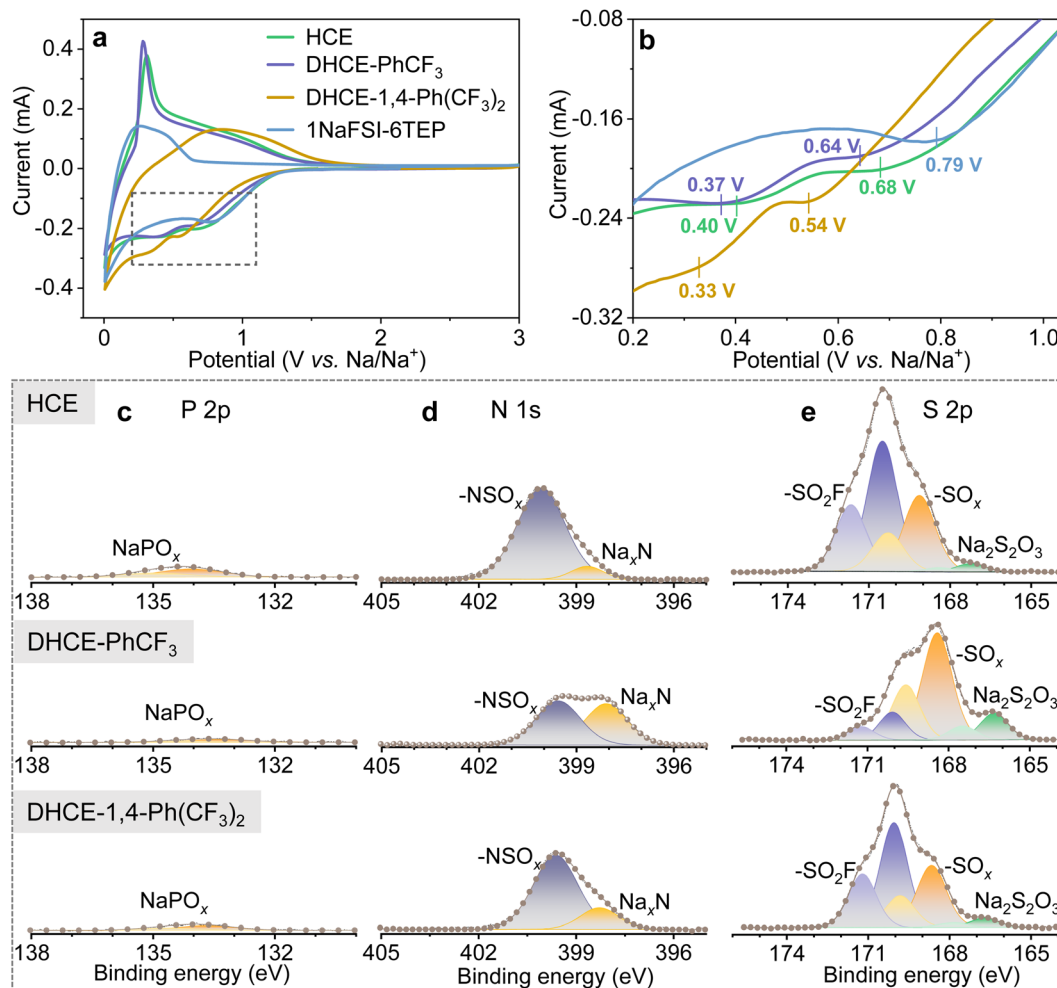 a
HCE
DHCE-PhCF₃
DHCE-1,4-Ph(CF₃)₂
1NaFSI-6TEP
Current (mA)
0.4
0.2
0.0
-0.2
-0.4
0
1
2
3
Potential (V vs. Na/Na⁺)
b
Current (mA)
-0.08
-0.16
-0.24
-0.32
0.64 V
0.79 V
0.37 V
0.68 V
0.40 V
0.54 V
0.33 V
0.2
0.4
0.6
0.8
1.0
Potential (V vs. Na/Na⁺)
HCE
c P 2p
NaPOₓ
138 135 132
d N 1s
-NSOₓ
NaₓN
405 402 399 396
e S 2p
-SO₂F
-SOₓ
Na₂S₂O₃
174 171 168 165
DHCE-PhCF₃
NaPOₓ
138 135 132
-NSOₓ
NaₓN
405 402 399 396
-SO₂F
-SOₓ
Na₂S₂O₃
174 171 168 165
DHCE-1,4-Ph(CF₃)₂
NaPOₓ
138 135 132
Binding energy (eV)
-NSOₓ
NaₓN
405 402 399 396
Binding energy (eV)
-SO₂F
-SOₓ
Na₂S₂O₃
174 171 168 165
Binding energy (eV)